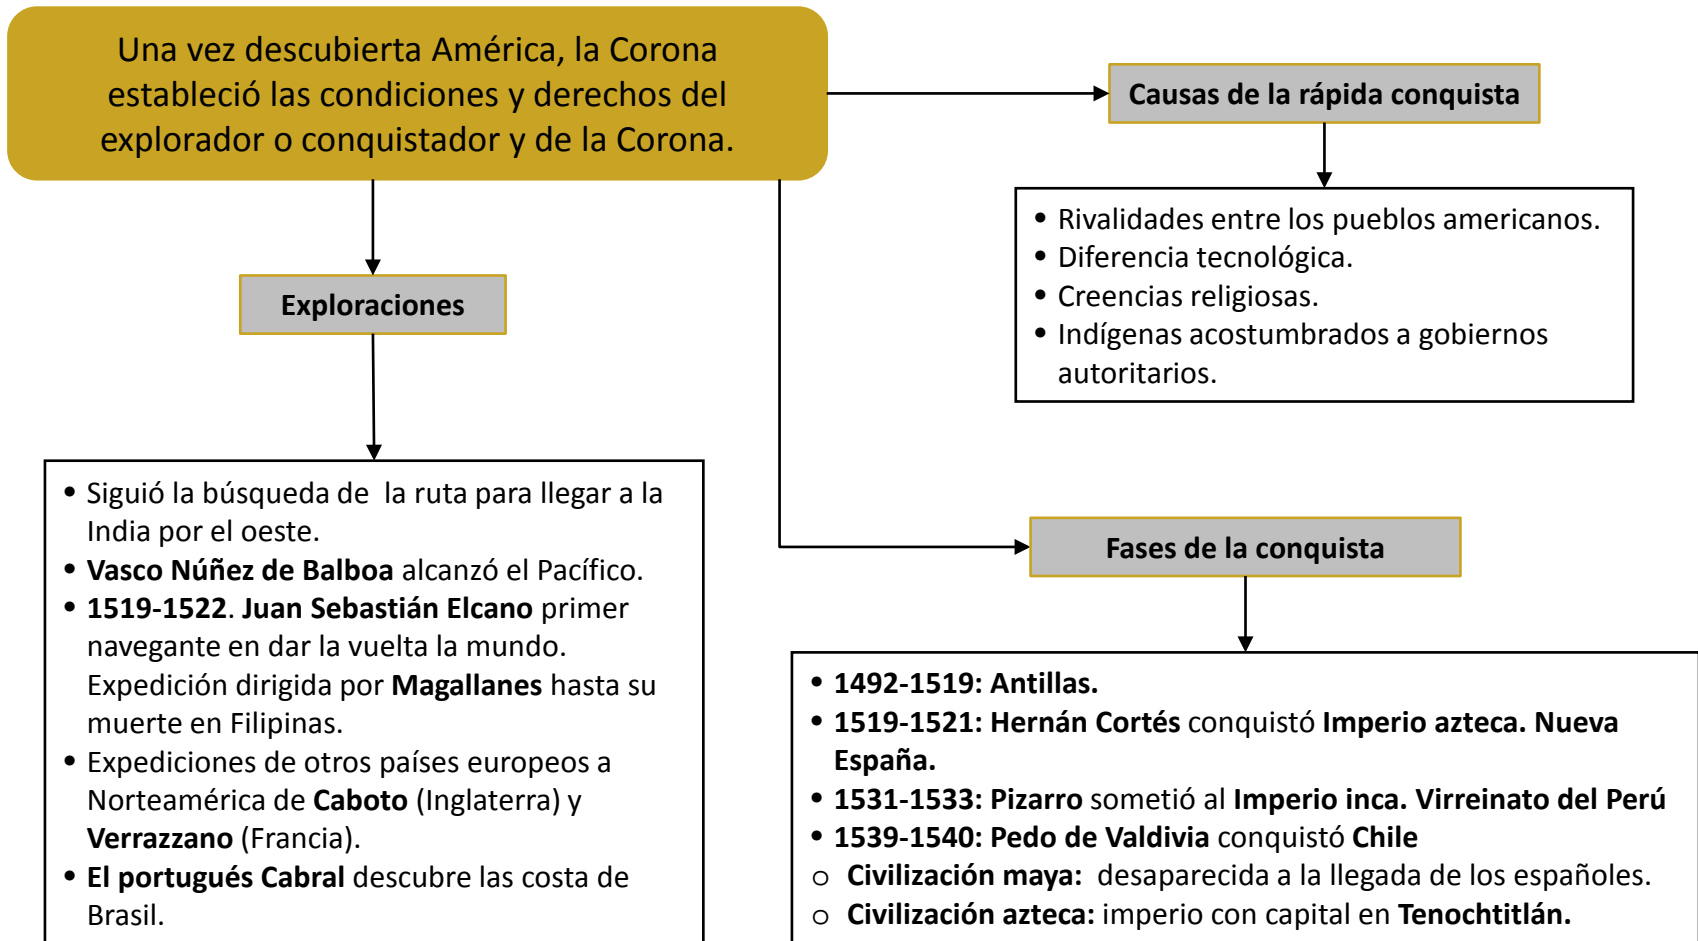 Una vez descubierta América, la Corona
estableció las condiciones y derechos del
explorador o conquistador y de la Corona.
Causas de la rápida conquista
• Rivalidades entre los pueblos americanos.
• Diferencia tecnológica.
• Creencias religiosas.
• Indígenas acostumbrados a gobiernos
autoritarios.
Exploraciones
• Siguió la búsqueda de  la ruta para llegar a la
India por el oeste.
• Vasco Núñez de Balboa alcanzó el Pacífico.
• 1519-1522. Juan Sebastián Elcano primer
navegante en dar la vuelta la mundo.
Expedición dirigida por Magallanes hasta su
muerte en Filipinas.
• Expediciones de otros países europeos a
Norteamérica de Caboto (Inglaterra) y
Verrazzano (Francia).
• El portugués Cabral descubre las costa de
Brasil.
Fases de la conquista
• 1492-1519: Antillas.
• 1519-1521: Hernán Cortés conquistó Imperio azteca. Nueva
España.
• 1531-1533: Pizarro sometió al Imperio inca. Virreinato del Perú
• 1539-1540: Pedo de Valdivia conquistó Chile
o Civilización maya:  desaparecida a la llegada de los españoles.
o Civilización azteca: imperio con capital en Tenochtitlán.